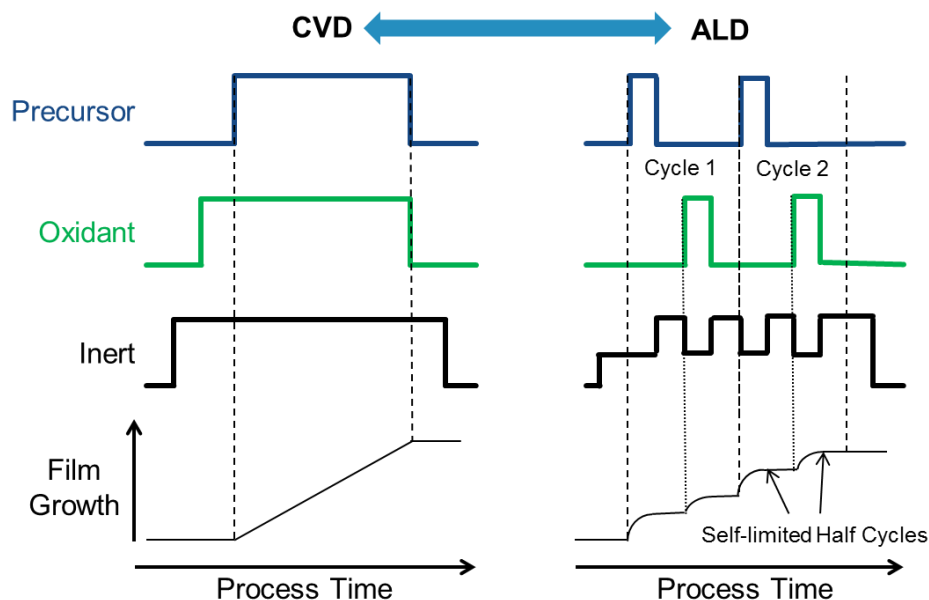 CVD
ALD
Precursor
Cycle 1
Cycle 2
Oxidant
Inert
Film
Growth
Self-limited Half Cycles
Process Time
Process Time